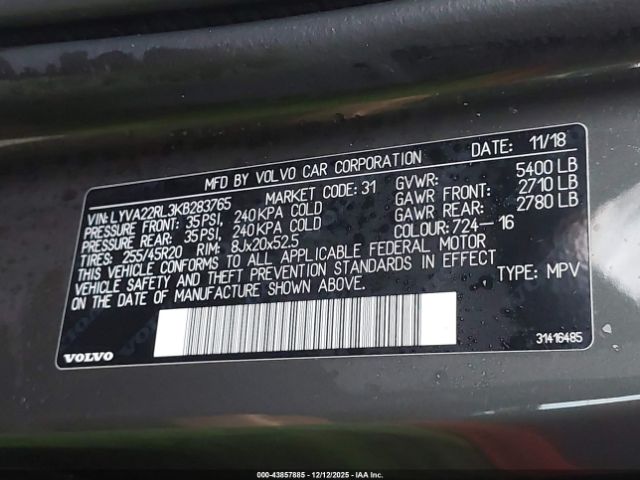 MFD BY VOLVO CAR CORPORATION DATE: 11/18
VIN: LYVA22RL3KB283765 MARKET CODE: 31 GVWR: 5400 LB
PRESSURE FRONT: 35PSI, 240KPA COLD GAWR FRONT: 2710 LB
PRESSURE REAR: 35PSI, 240KPA COLD GAWR REAR: 2780 LB
TIRES: 255/45R20 RIM: 8Jx20x52.5 COLOUR: 724-16
THIS VEHICLE CONFORMS TO ALL APPLICABLE FEDERAL MOTOR
VEHICLE SAFETY AND THEFT PREVENTION STANDARDS IN EFFECT
ON THE DATE OF MANUFACTURE SHOWN ABOVE. TYPE: MPV
VOLVO 31416485
000-43857885 - 12/12/2025 - IAA Inc.